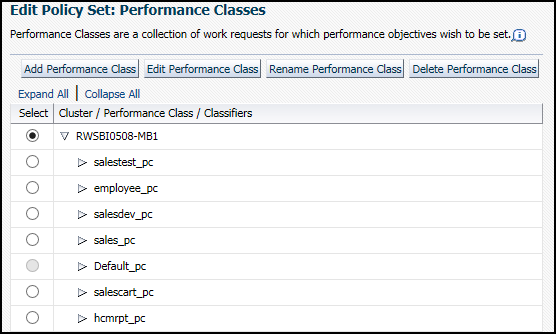 Edit Policy Set: Performance Classes
Performance Classes are a collection of work requests for which performance objectives wish to be set.
Add Performance Class Edit Performance Class Rename Performance Class Delete Performance Class
Expand All Collapse All
Select Cluster / Performance Class / Classifiers
RWSBI0508-MB1
salestest_pc
employee_pc
salesdev_pc
sales_pc
Default_pc
salescart_pc
hcmrpt_pc